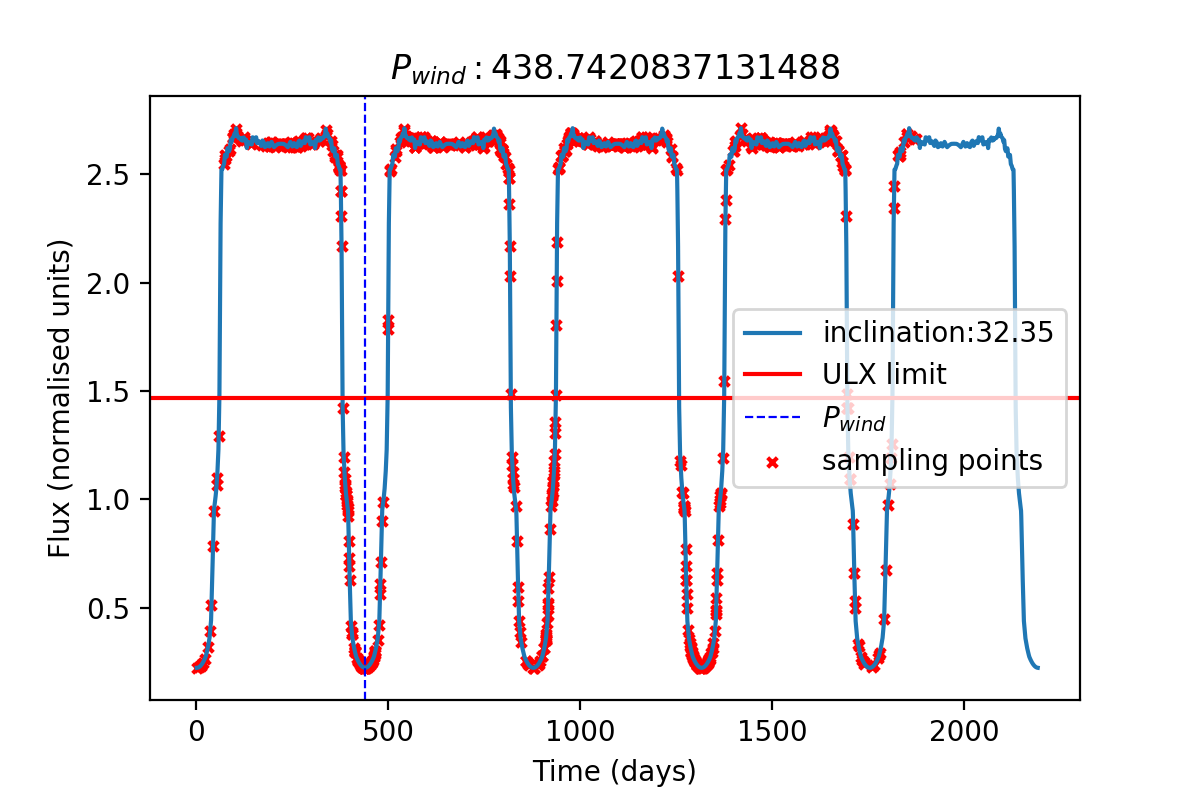 P_wind : 438.7420837131488
Flux (normalised units)
2.5
2.0
1.5
1.0
0.5
inclination:32.35
ULX limit
P_wind
sampling points
0 500 1000 1500 2000
Time (days)